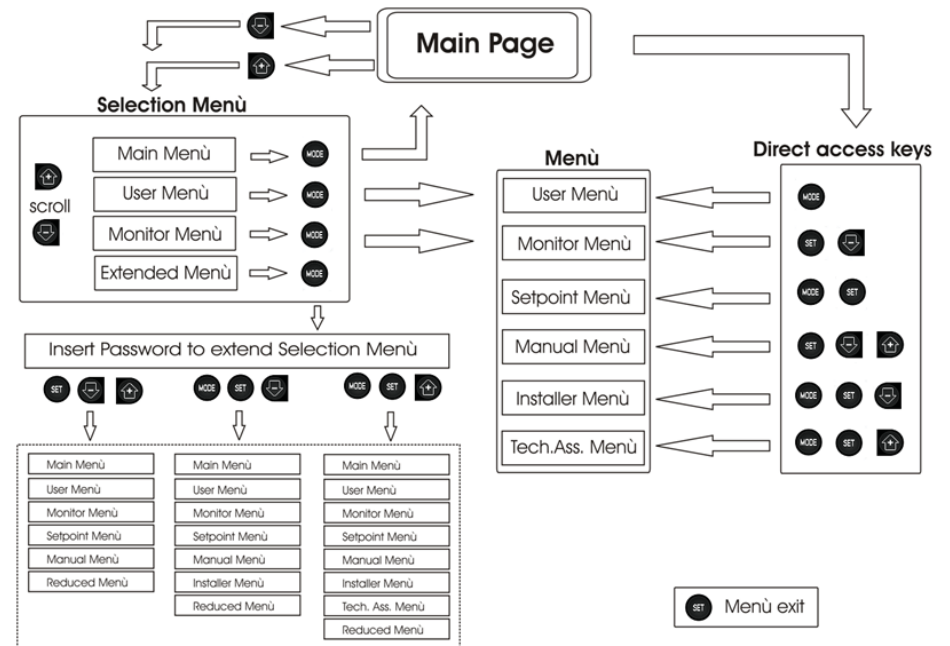 Main Page
Selection Menù
Main Menù MODE
User Menù MODE
Monitor Menù MODE
Extended Menù MODE
scroll
Menù
User Menù
Monitor Menù
Setpoint Menù
Manual Menù
Installer Menù
Tech.Ass. Menù
Direct access keys
MODE
SET
MODE SET
SET
MODE SET
MODE SET
Insert Password to extend Selection Menù
SET
MODE SET
MODE SET
Main Menù
User Menù
Monitor Menù
Setpoint Menù
Manual Menù
Reduced Menù
Main Menù
User Menù
Monitor Menù
Setpoint Menù
Manual Menù
Installer Menù
Reduced Menù
Main Menù
User Menù
Monitor Menù
Setpoint Menù
Manual Menù
Installer Menù
Tech. Ass. Menù
Reduced Menù
SET Menù exit